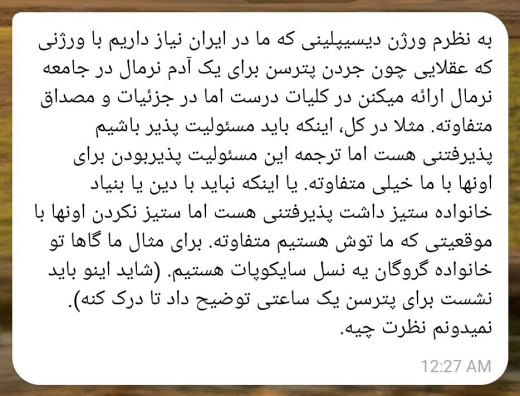 به نظرم ورژن دیسیپلینی که ما در ایران نیاز داریم با ورژنی
که عقلایی چون جردن پترسن برای یک آدم نرمال در جامعه
نرمال ارائه میکنن در کلیات درست اما در جزئیات و مصداق
متفاوته. مثلا در کل، اینکه باید مسئولیت پذیر باشیم
پذیرفتنی هست اما ترجمه این مسئولیت پذیربودن برای
اونها با ما خیلی متفاوته. یا اینکه نباید با دین یا بنیاد
خانواده ستیز داشت پذیرفتنی هست اما ستیز نکردن اونها با
موقعیتی که ما توش هستیم متفاوته. برای مثال ما گاها تو
خانواده گروگان یه نسل سایکوپات هستیم. (شاید اینو باید
نشست برای پترسن یک ساعتی توضیح داد تا درک کنه).
نمیدونم نظرت چیه.
12:27 AM